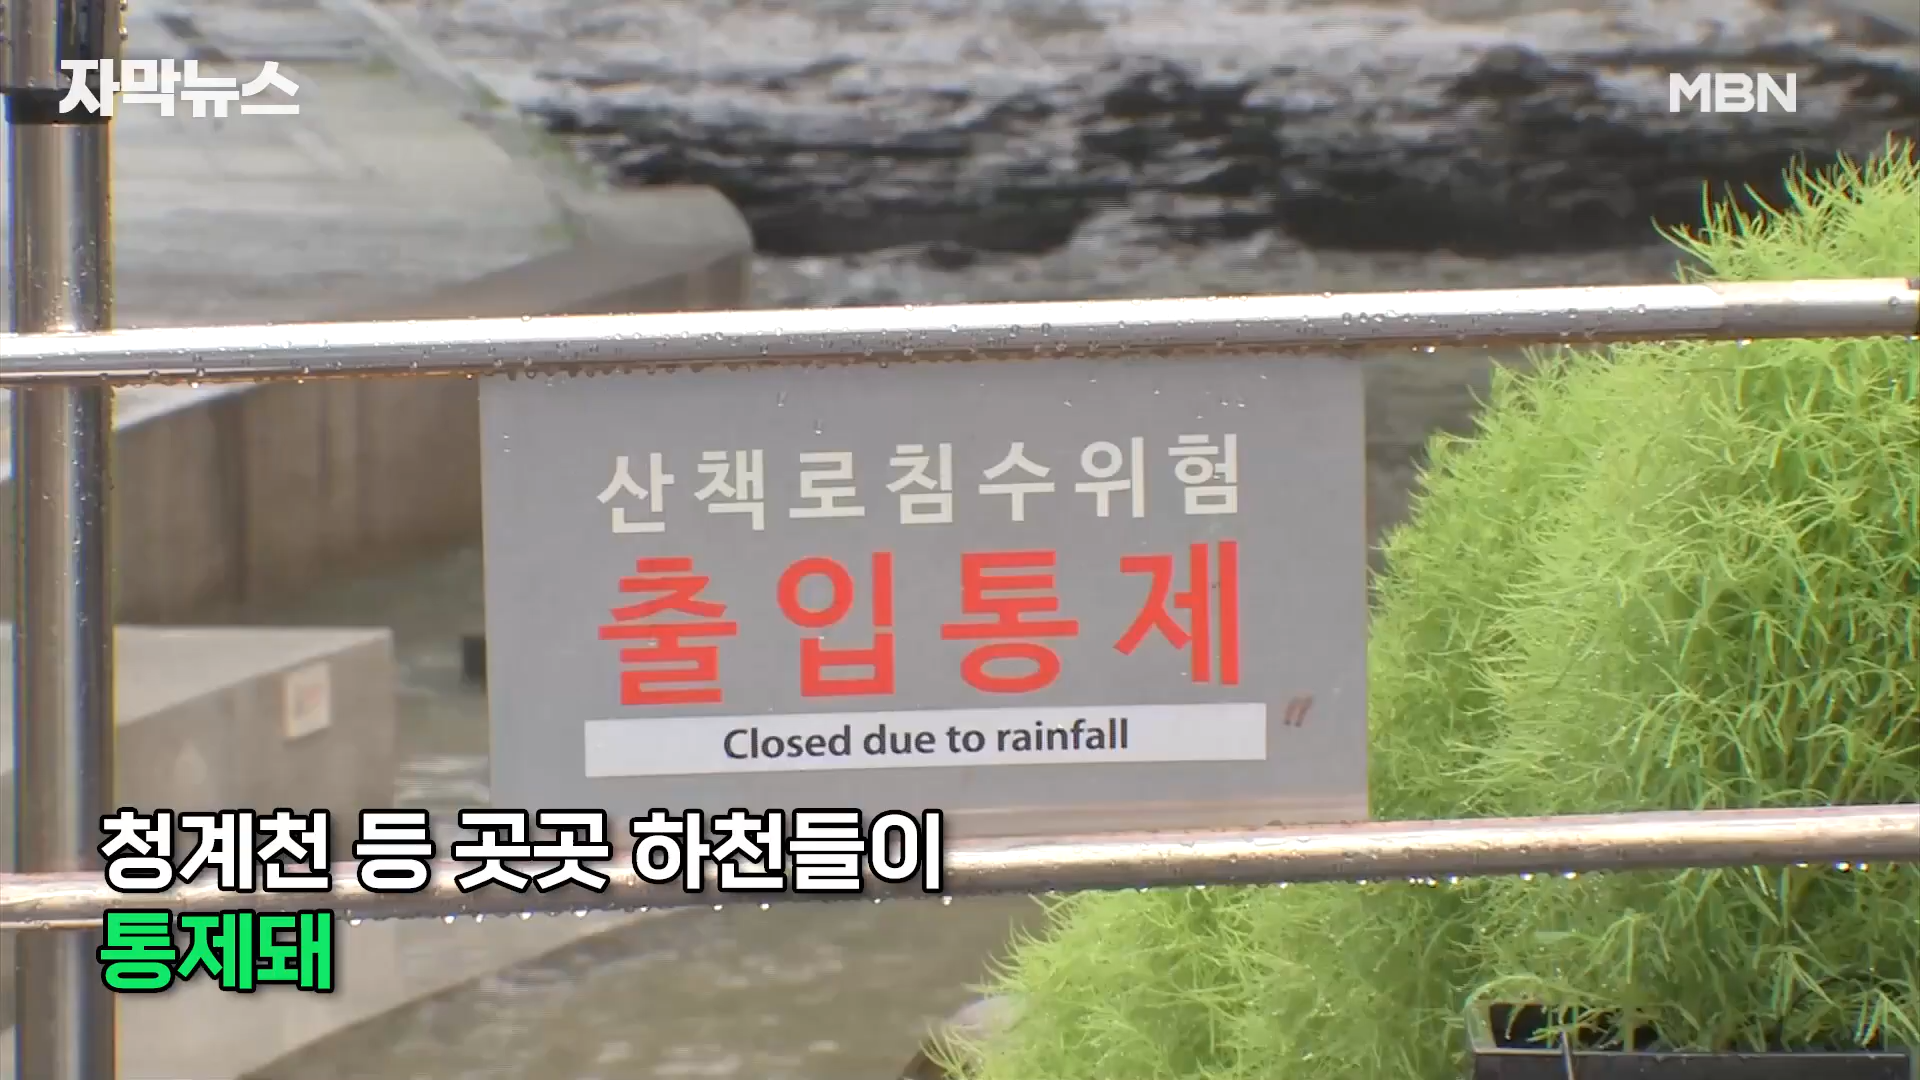 자막뉴스
MBN
산책로침수위험
출입통제
Closed due to rainfall
청계천 등 곳곳 하천들이
통제돼